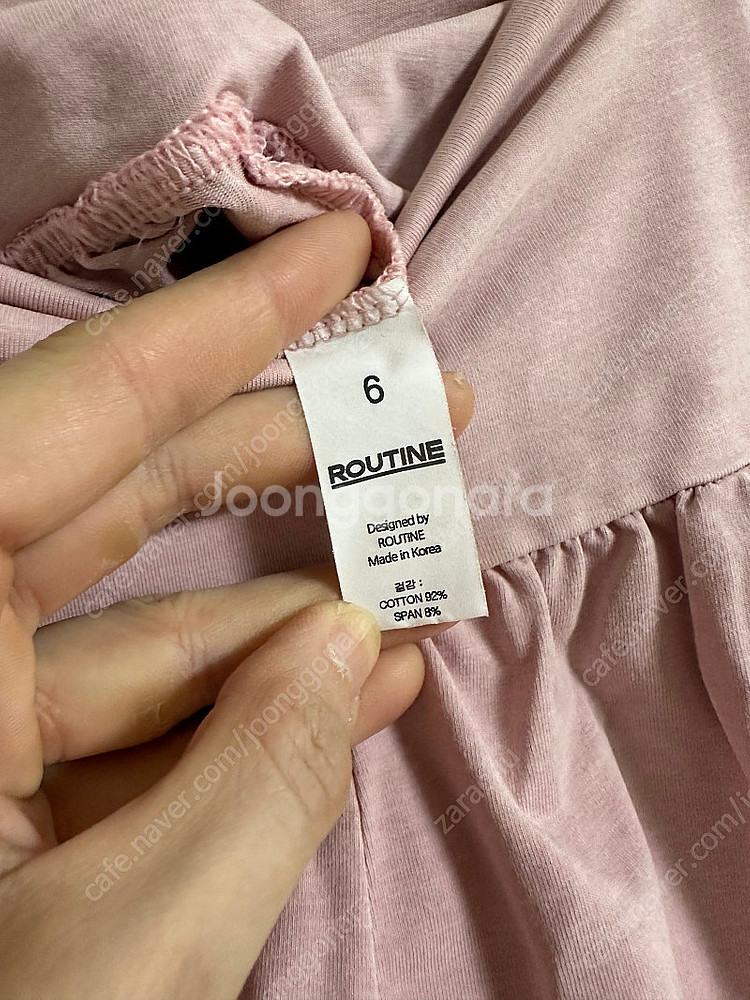 6
ROUTINE
Designed by
ROUTINE
Made in Korea
겉감 :
COTTON 92%
SPAN 8%
Joonggonara
cafe.naver.com/joonggonara